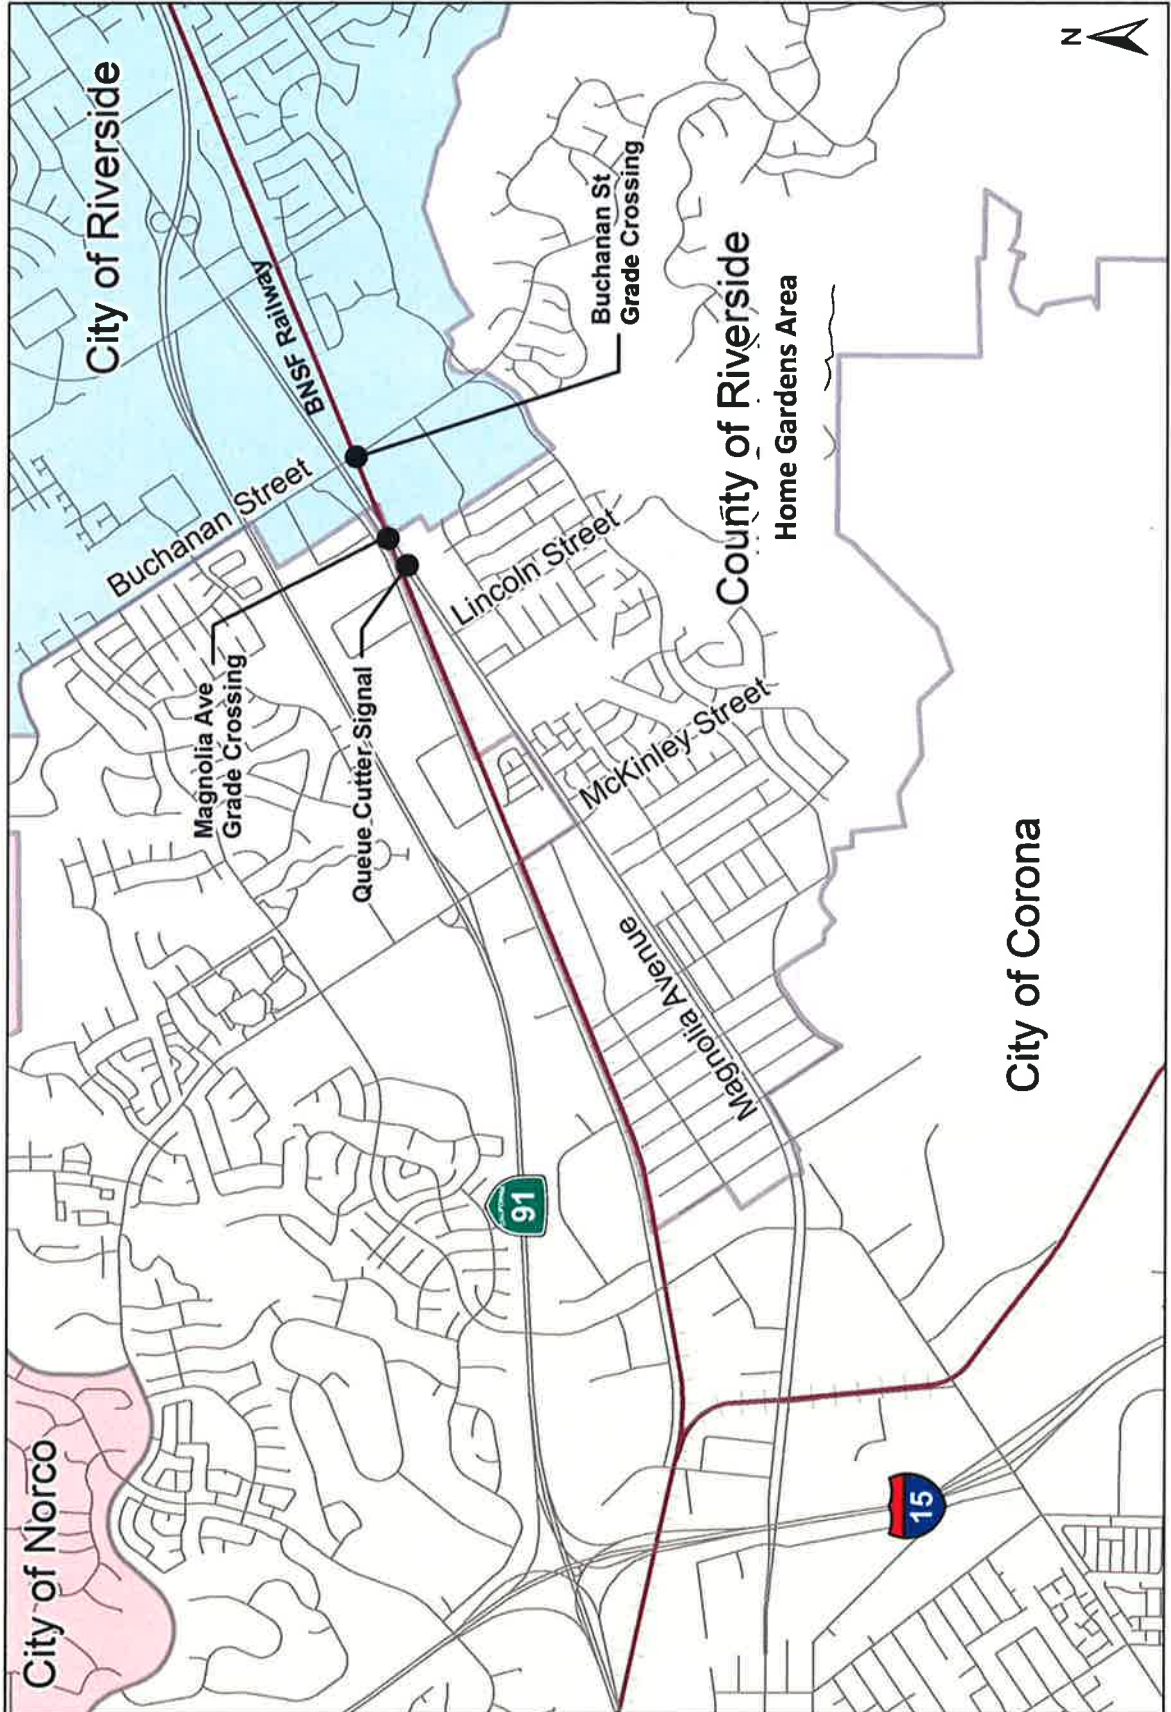 City of Norco
City of Riverside
BNSF Railway
Buchanan Street
Magnolia Ave
Grade Crossing
Queue Cutter Signal
Buchanan St
Grade Crossing
Lincoln Street
McKinley Street
Magnolia Avenue
CALIFORNIA
91
15
County of Riverside
Home Gardens Area
City of Corona
N